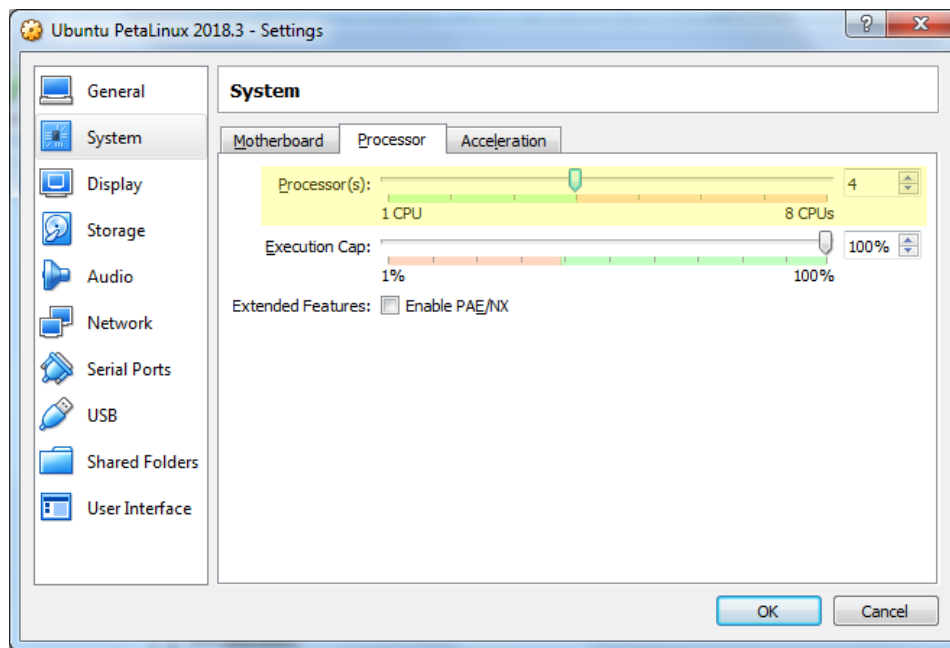 Ubuntu PetaLinux 2018.3 - Settings
?
General
System
Display
Storage
Audio
Network
Serial Ports
USB
Shared Folders
User Interface
System
Motherboard Processor Acceleration
Processor(s): 4
1 CPU 8 CPUs
Execution Cap: 100%
1% 100%
Extended Features: Enable PAE/NX
OK Cancel